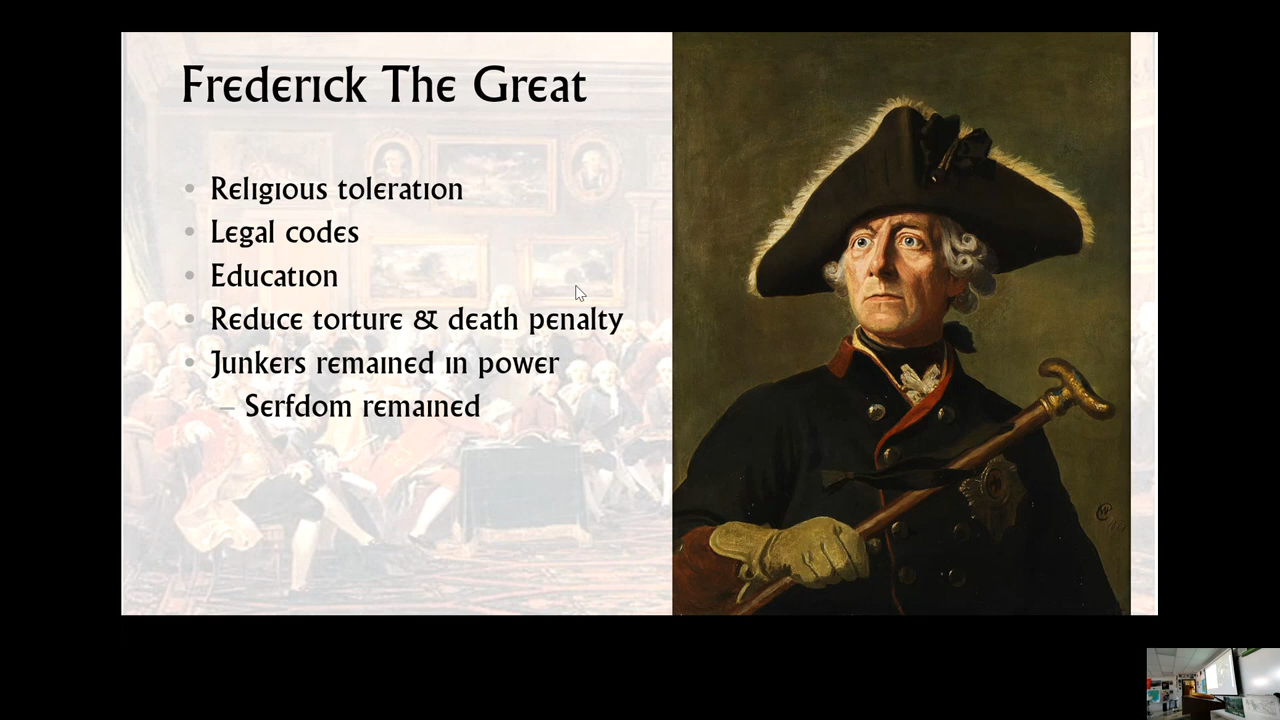 Frederick The Great
• Religious toleration
• Legal codes
• Education
• Reduce torture & death penalty
• Junkers remained in power
– Serfdom remained